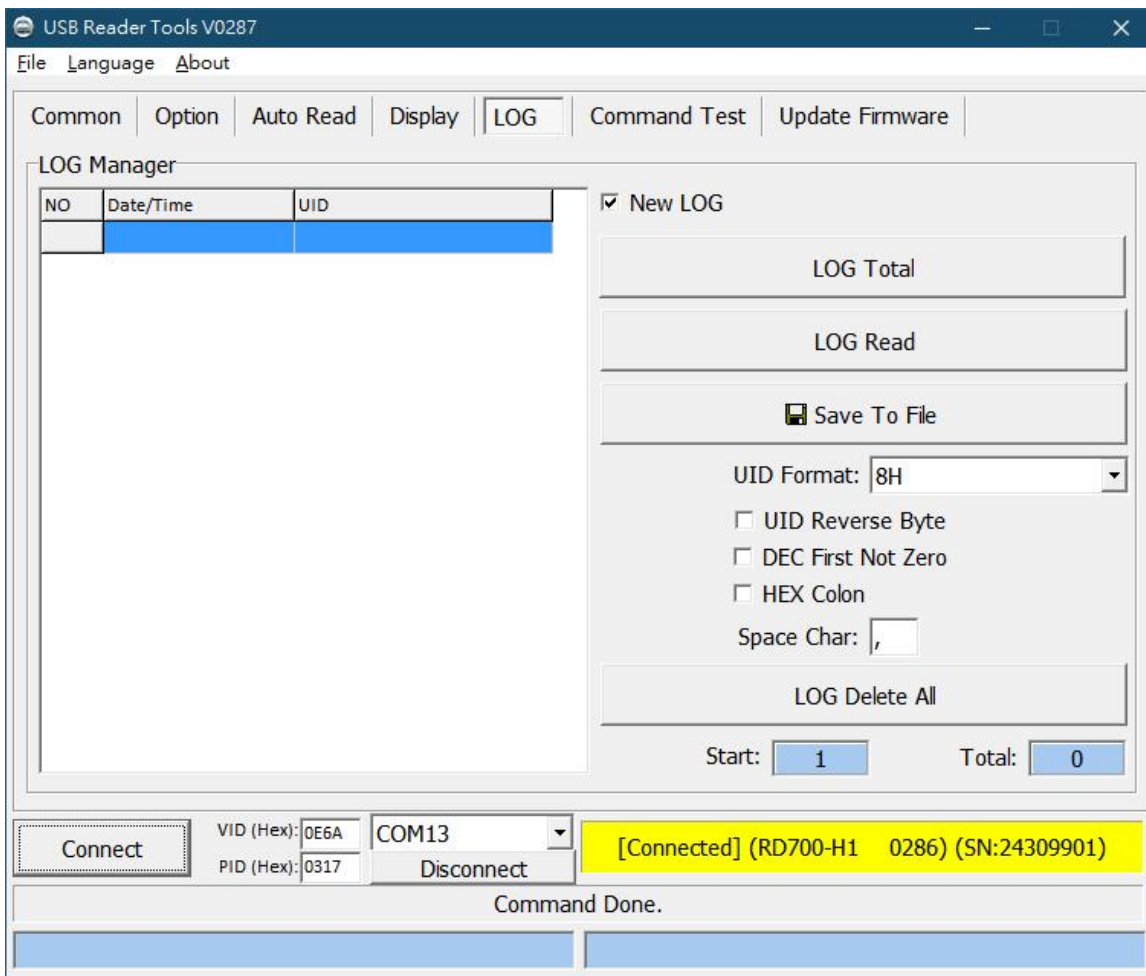 USB Reader Tools V0287
File Language About
Common Option Auto Read Display LOG Command Test Update Firmware
LOG Manager
NO Date/Time UID
New LOG
LOG Total
LOG Read
Save To File
UID Format: 8H
UID Reverse Byte
DEC First Not Zero
HEX Colon
Space Char: ,
LOG Delete All
Start: 1 Total: 0
Connect
VID (Hex): 0E6A
PID (Hex): 0317
COM13
Disconnect
[Connected] (RD700-H1 0286) (SN:24309901)
Command Done.